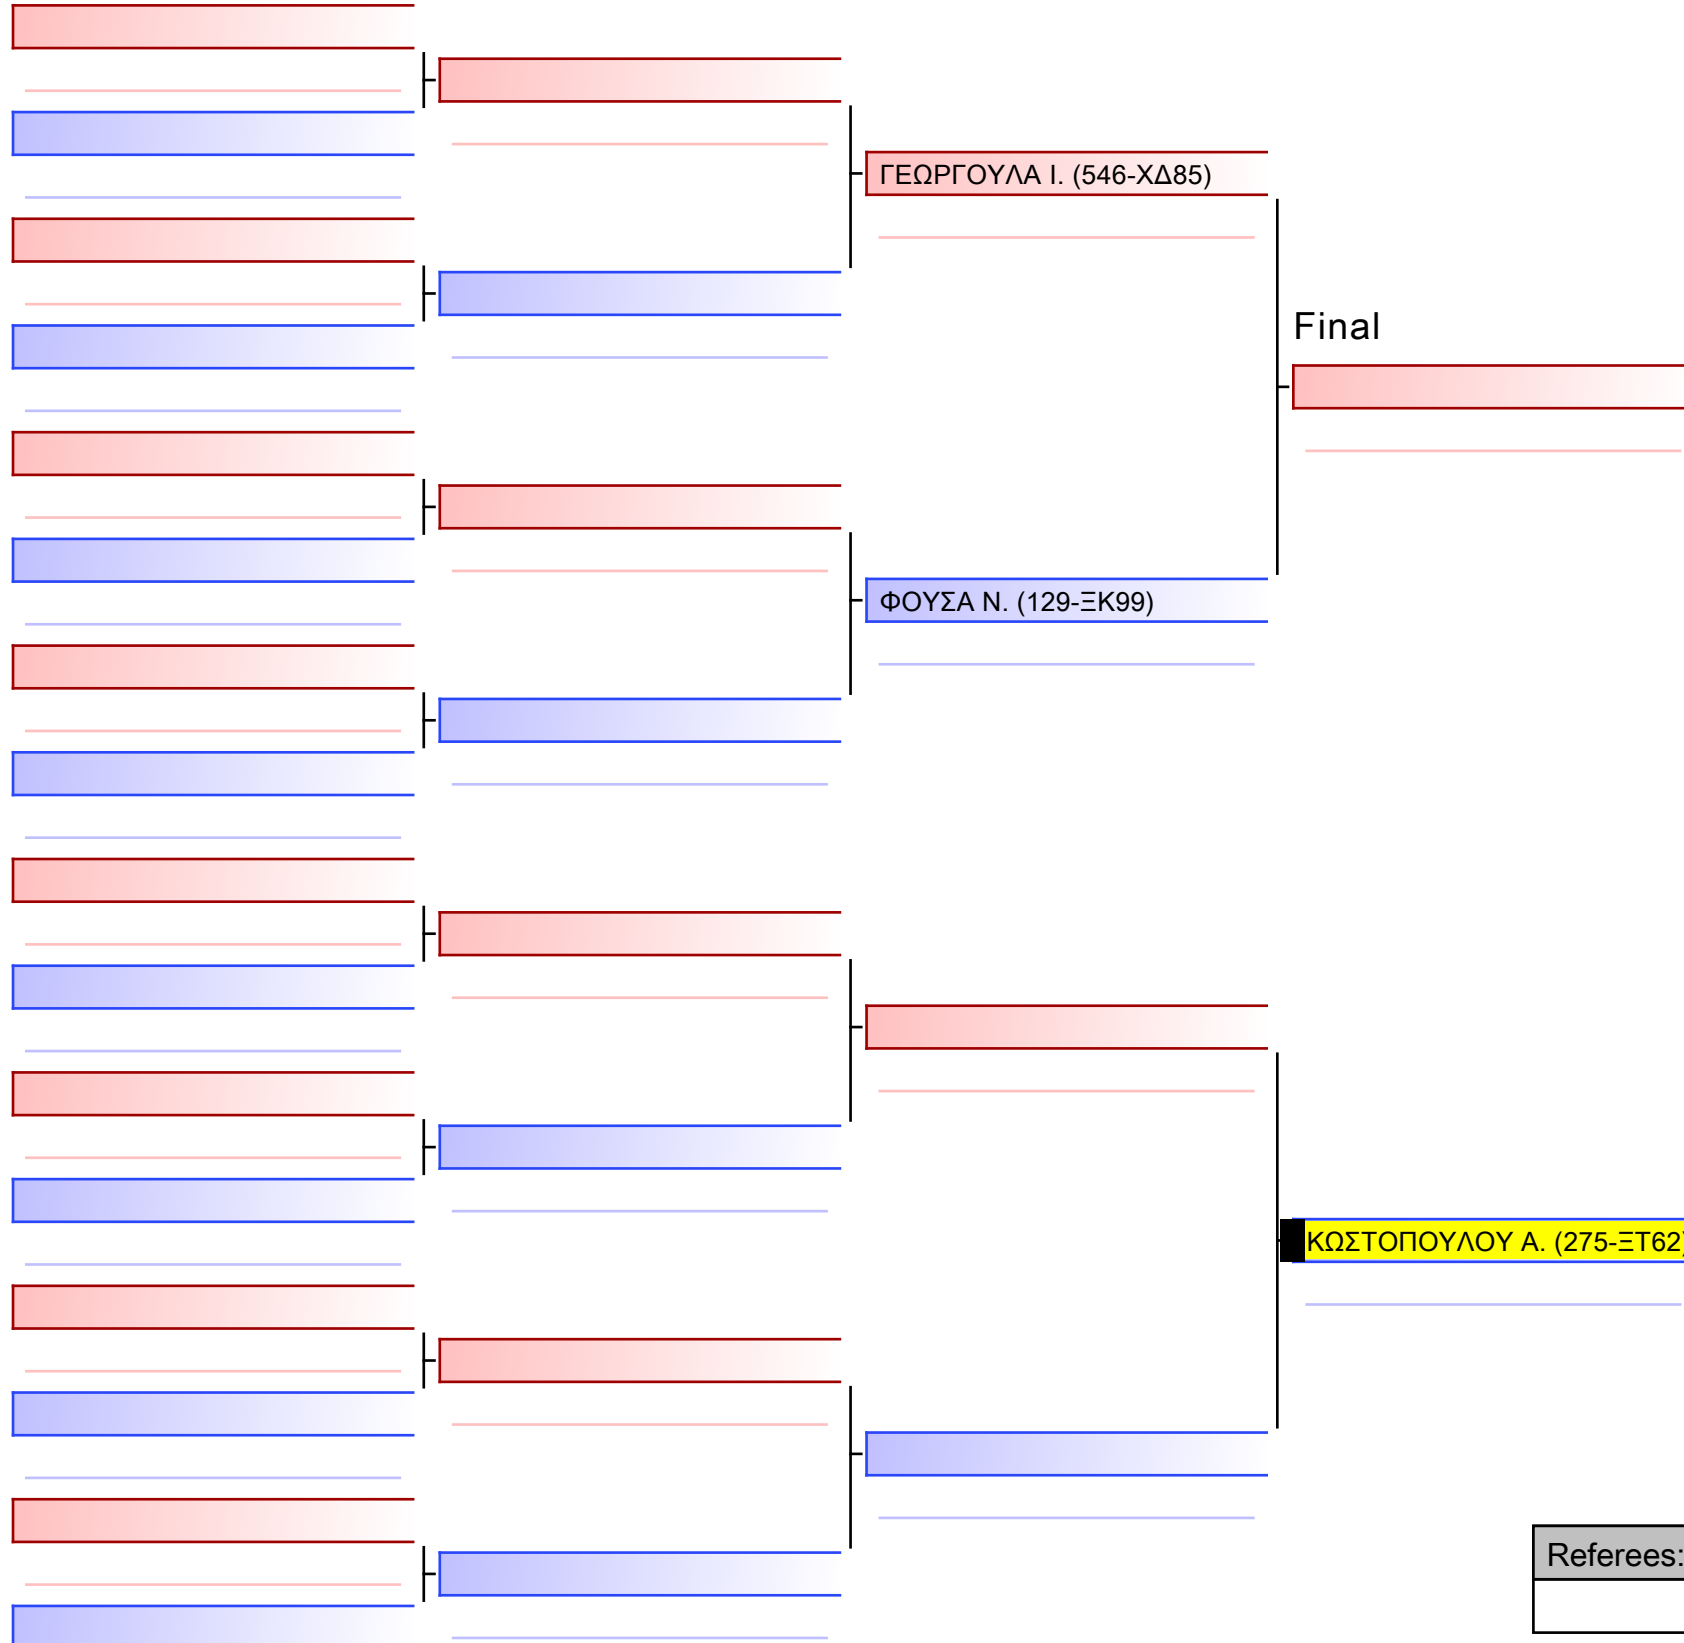 ΓΕΩΡΓΟΥΛΑ Ι. (546-ΧΔ85)
Final
ΦΟΥΣΑ Ν. (129-ΞΚ99)
ΚΩΣΤΟΠΟΥΛΟΥ Α. (275-ΞΤ62)
Referees: